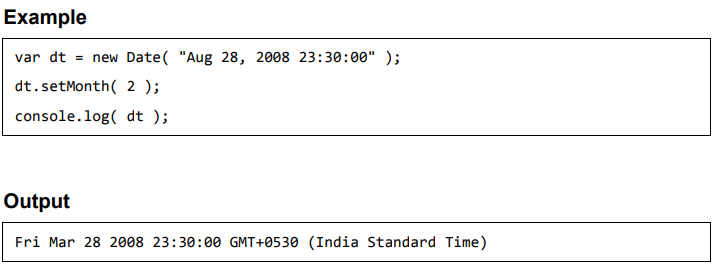 Example
var dt = new Date( "Aug 28, 2008 23:30:00" );
dt.setMonth( 2 );
console.log( dt );
Output
Fri Mar 28 2008 23:30:00 GMT+0530 (India Standard Time)